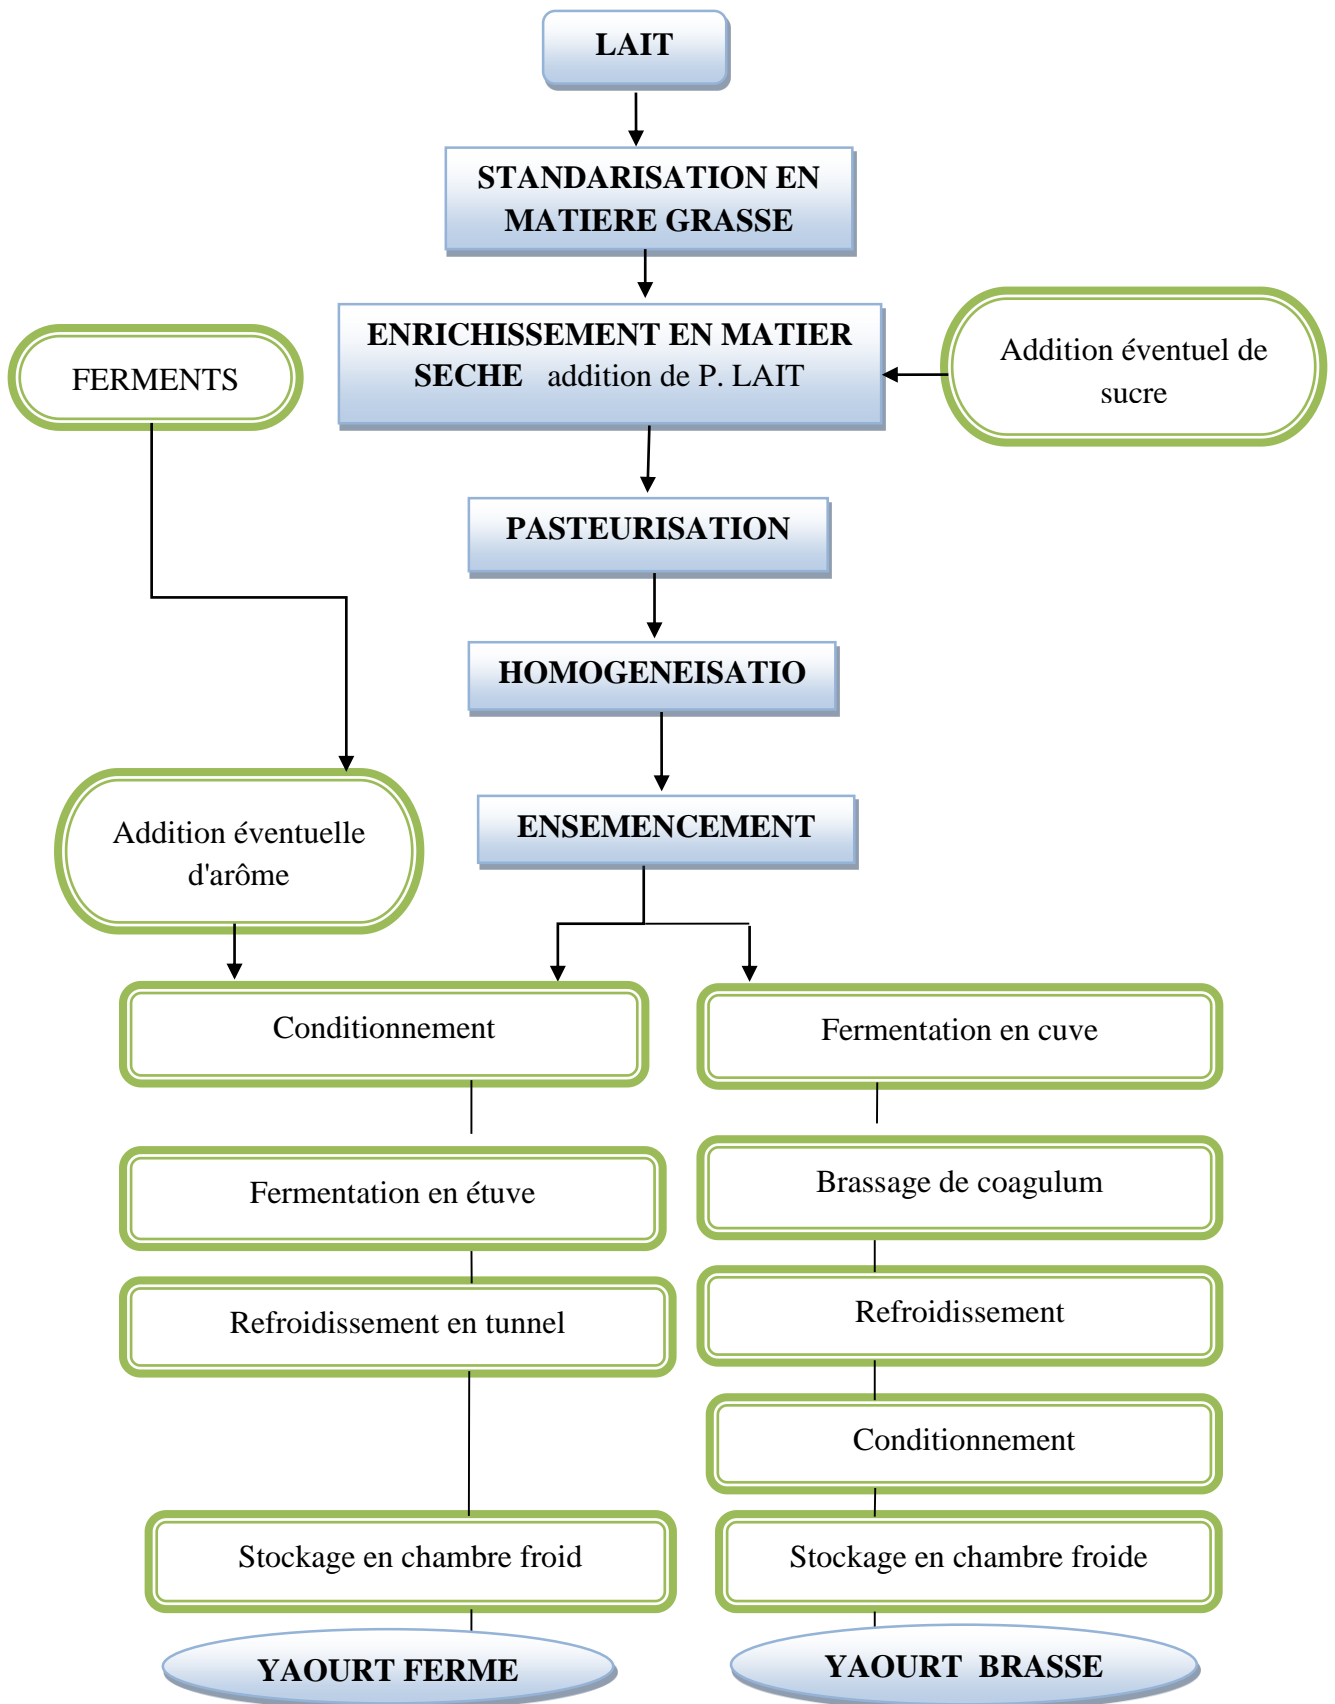 LAIT
STANDARISATION EN
MATIERE GRASSE
ENRICHISSEMENT EN MATIER
SECHE addition de P. LAIT
Addition éventuel de
sucre
FERMENTS
PASTEURISATION
HOMOGENEISATIO
ENSEMENCEMENT
Addition éventuelle
d'arôme
Conditionnement
Fermentation en étuve
Refroidissement en tunnel
Stockage en chambre froid
YAOURT FERME
Fermentation en cuve
Brassage de coagulum
Refroidissement
Conditionnement
Stockage en chambre froide
YAOURT BRASSE